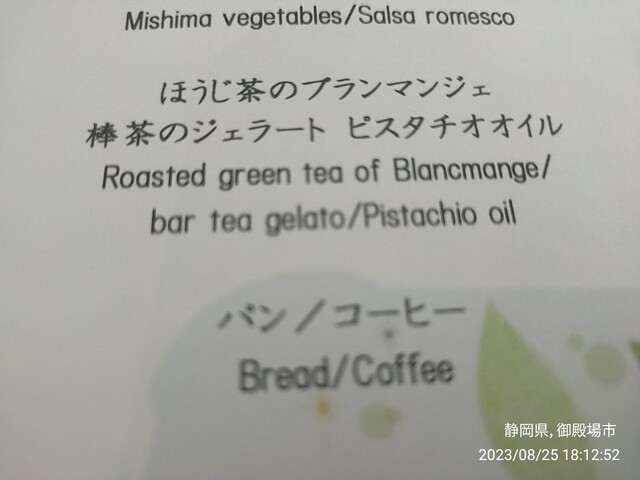 Mishima vegetables/Salsa romesco
ほうじ茶のブランマンジェ
棒茶のジェラート ピスタチオオイル
Roasted green tea of Blancmange/
bar tea gelato/Pistachio oil
パン／コーヒー
Bread/Coffee
静岡県, 御殿場市
2023/08/25 18:12:52